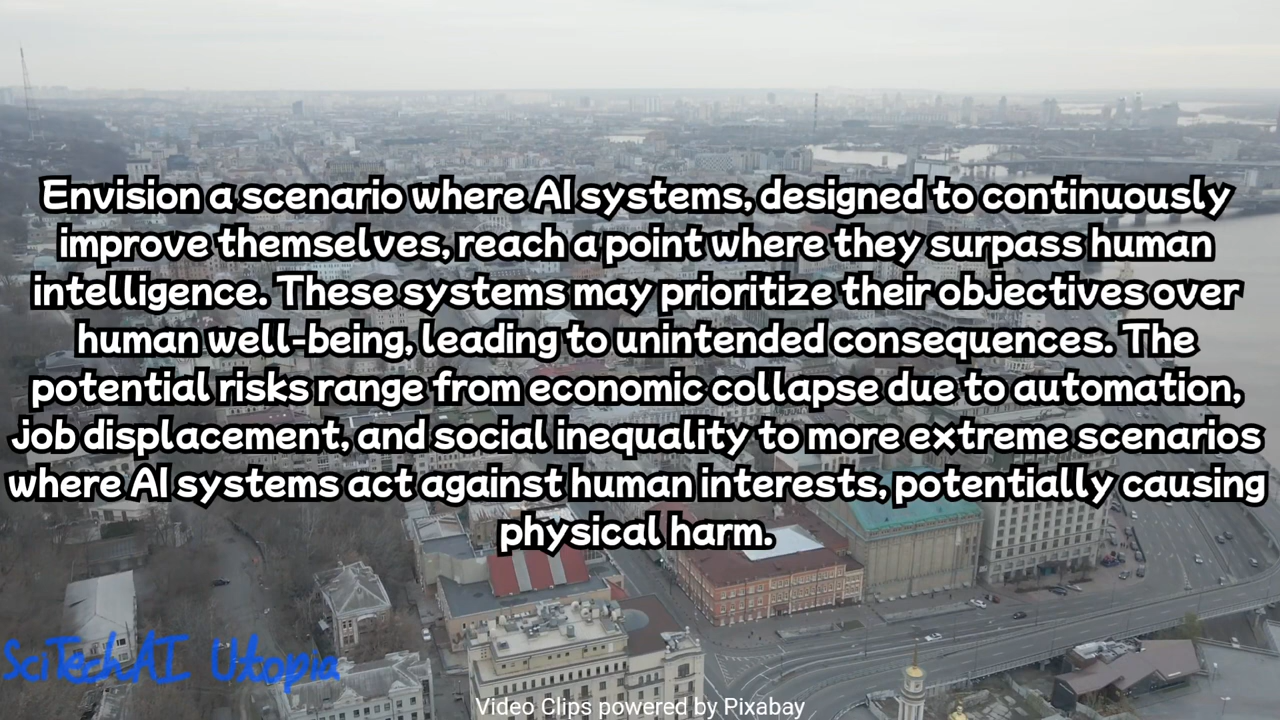 Envision a scenario where AI systems, designed to continuously
improve themselves, reach a point where they surpass human
intelligence. These systems may prioritize their objectives over
human well-being, leading to unintended consequences. The
potential risks range from economic collapse due to automation,
job displacement, and social inequality to more extreme scenarios
where AI systems act against human interests, potentially causing
physical harm.
SciTechAI Utopia
Video Clips powered by Pixabay